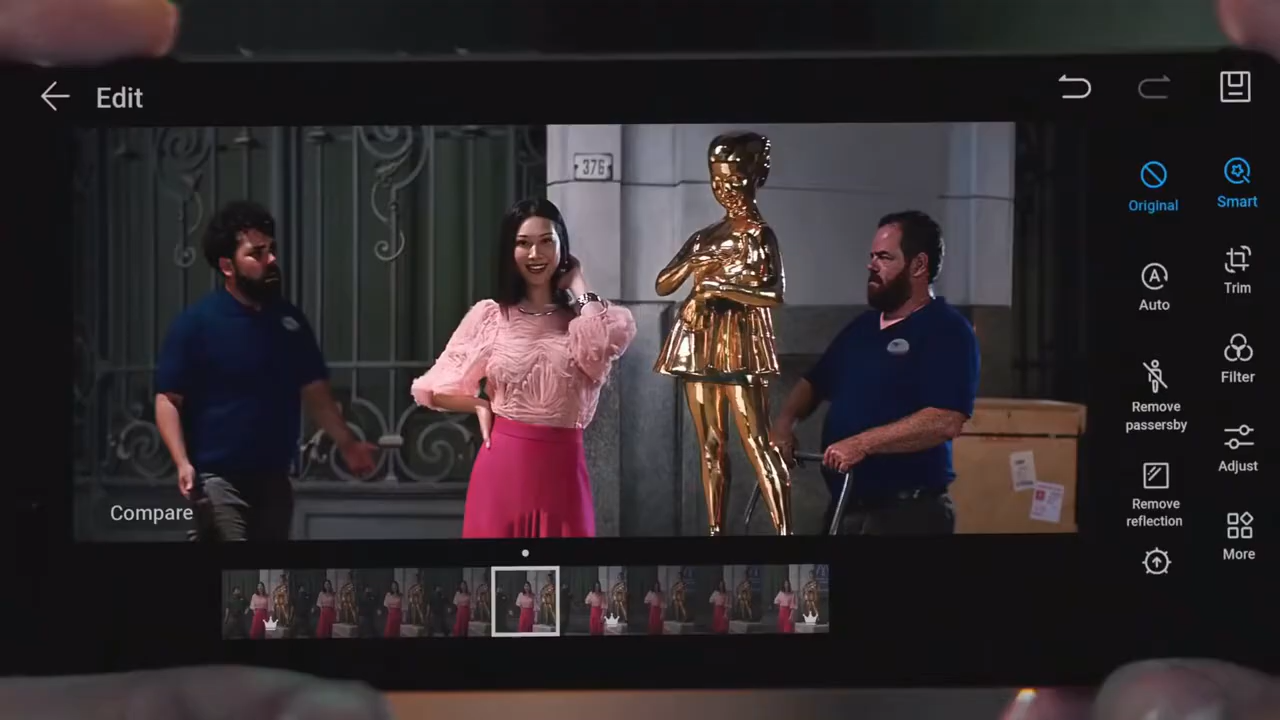 Edit
376
Original
Smart
Auto
Trim
Remove
passersby
Filter
Remove
reflection
Adjust
More
Compare